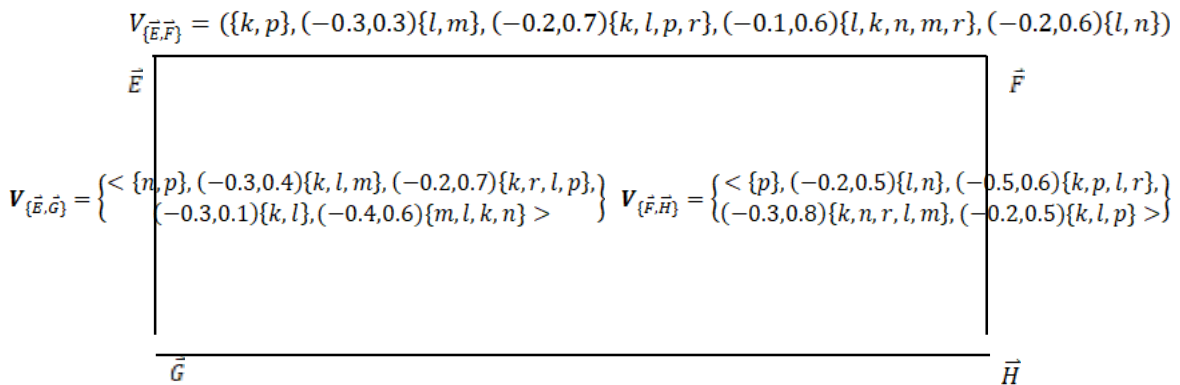 V_{{E⃗,F⃗}} = ({k, p}, (−0.3,0.3){l, m}, (−0.2,0.7){k, l, p, r}, (−0.1,0.6){l, k, n, m, r}, (−0.2,0.6){l, n})
E⃗ F⃗
V_{{E⃗,G⃗}} = {< {n, p}, (−0.3,0.4){k, l, m}, (−0.2,0.7){k, r, l, p}, (−0.3,0.1){k, l}, (−0.4,0.6){m, l, k, n} >}
V_{{F⃗,H⃗}} = {< {p}, (−0.2,0.5){l, n}, (−0.5,0.6){k, p, l, r}, (−0.3,0.8){k, n, r, l, m}, (−0.2,0.5){k, l, p} >}
G⃗ H⃗